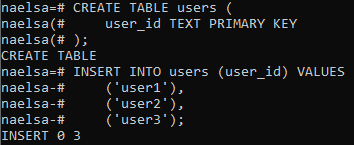 naelsa=# CREATE TABLE users (
naelsa(#     user_id TEXT PRIMARY KEY
naelsa(# );
CREATE TABLE
naelsa=# INSERT INTO users (user_id) VALUES
naelsa-#     ('user1'),
naelsa-#     ('user2'),
naelsa-#     ('user3');
INSERT 0 3